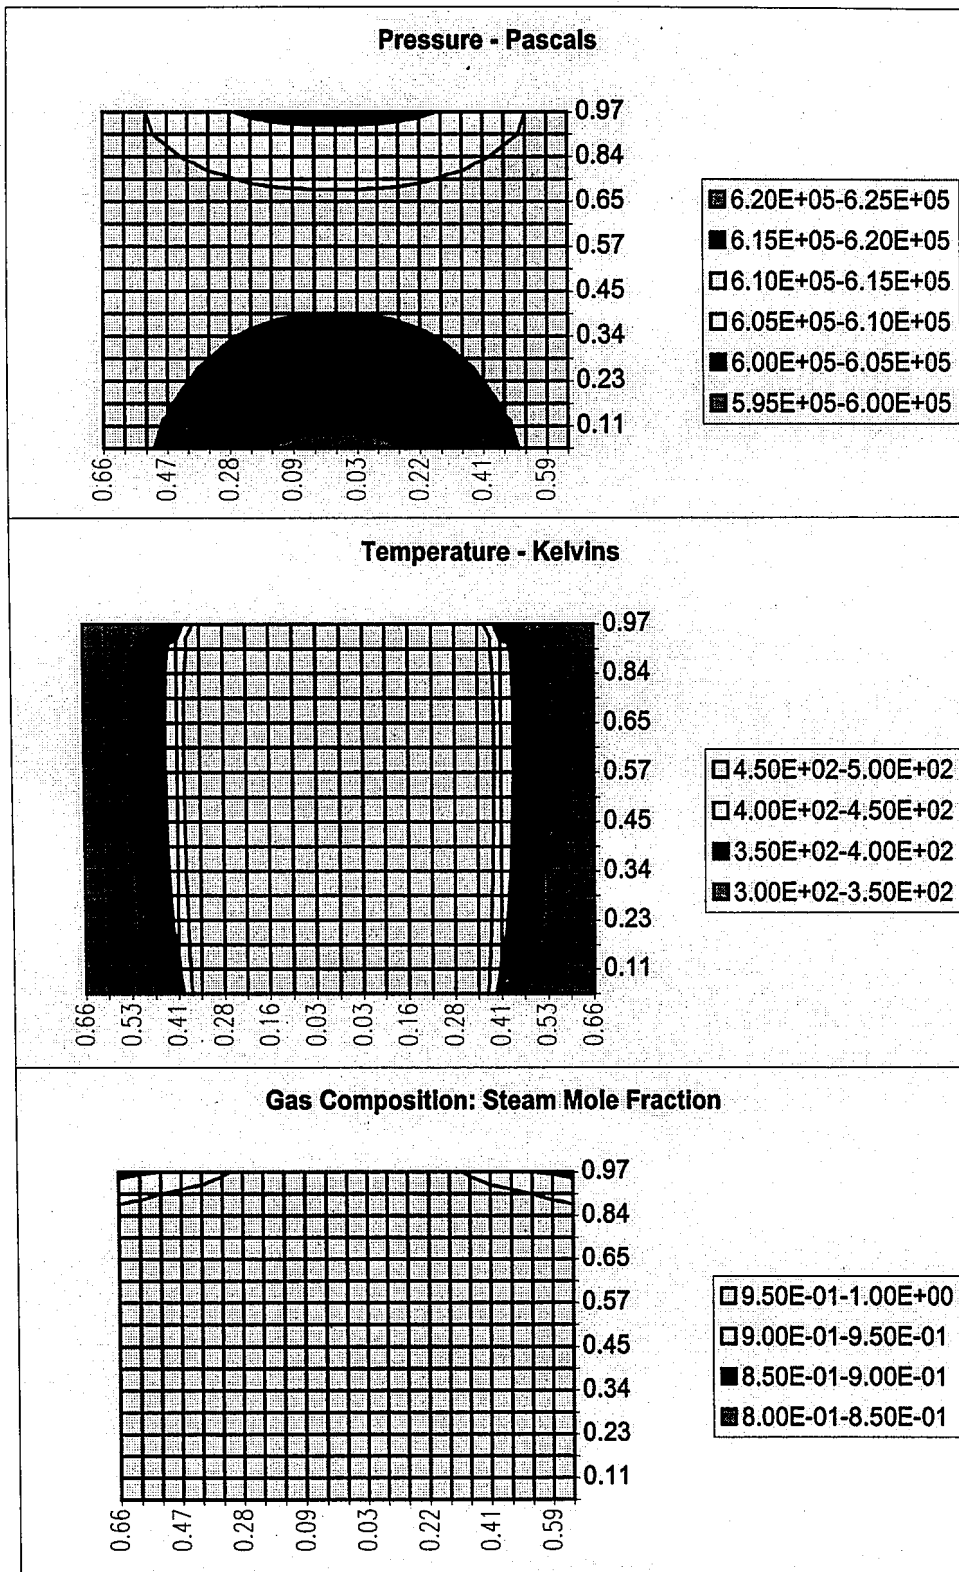 Pressure - Pascals
0.97
0.84
0.65
0.57
0.45
0.34
0.23
0.11
0.66 0.47 0.28 0.09 0.03 0.22 0.41 0.59
6.20E+05-6.25E+05
6.15E+05-6.20E+05
6.10E+05-6.15E+05
6.05E+05-6.10E+05
6.00E+05-6.05E+05
5.95E+05-6.00E+05
Temperature - Kelvins
0.97
0.84
0.65
0.57
0.45
0.34
0.23
0.11
0.66 0.53 0.41 0.28 0.16 0.03 0.03 0.16 0.28 0.41 0.53 0.66
4.50E+02-5.00E+02
4.00E+02-4.50E+02
3.50E+02-4.00E+02
3.00E+02-3.50E+02
Gas Composition: Steam Mole Fraction
0.97
0.84
0.65
0.57
0.45
0.34
0.23
0.11
0.66 0.47 0.28 0.09 0.03 0.22 0.41 0.59
9.50E-01-1.00E+00
9.00E-01-9.50E-01
8.50E-01-9.00E-01
8.00E-01-8.50E-01